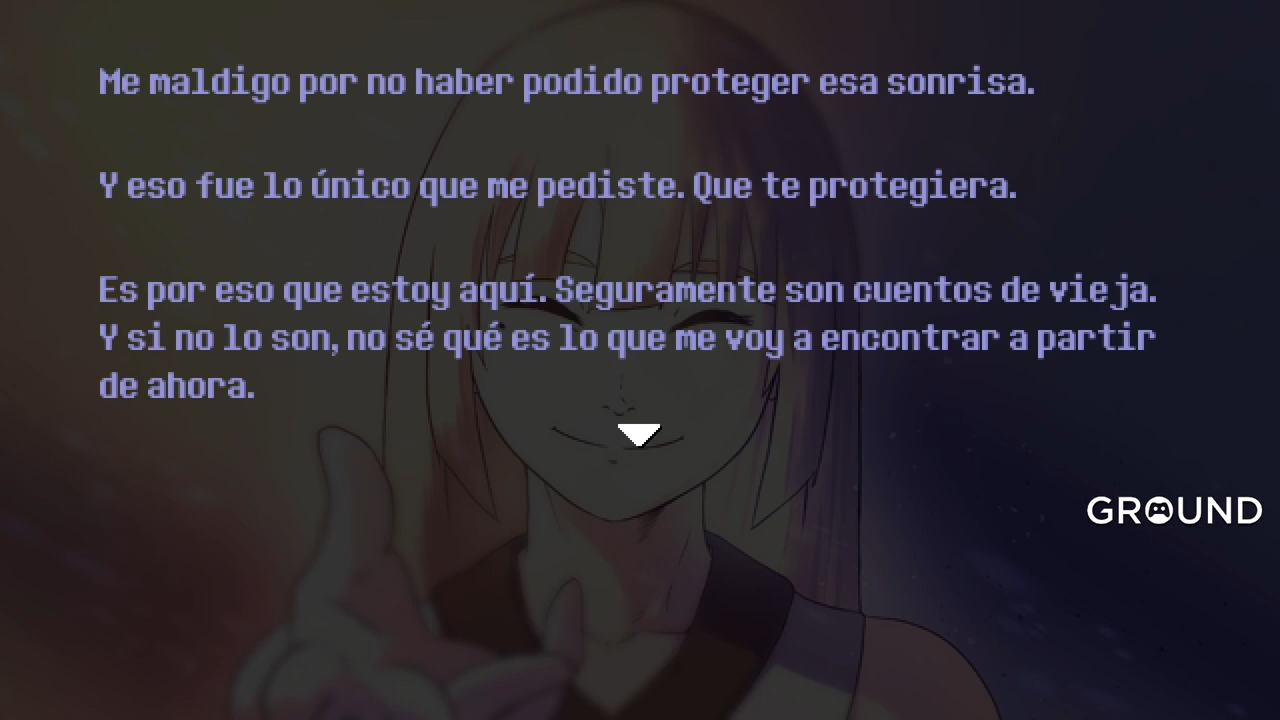 Me maldigo por no haber podido proteger esa sonrisa.
Y eso fue lo único que me pediste. Que te protegiera.
Es por eso que estoy aquí. Seguramente son cuentos de vieja.
Y si no lo son, no sé qué es lo que me voy a encontrar a partir
de ahora.
GROUND